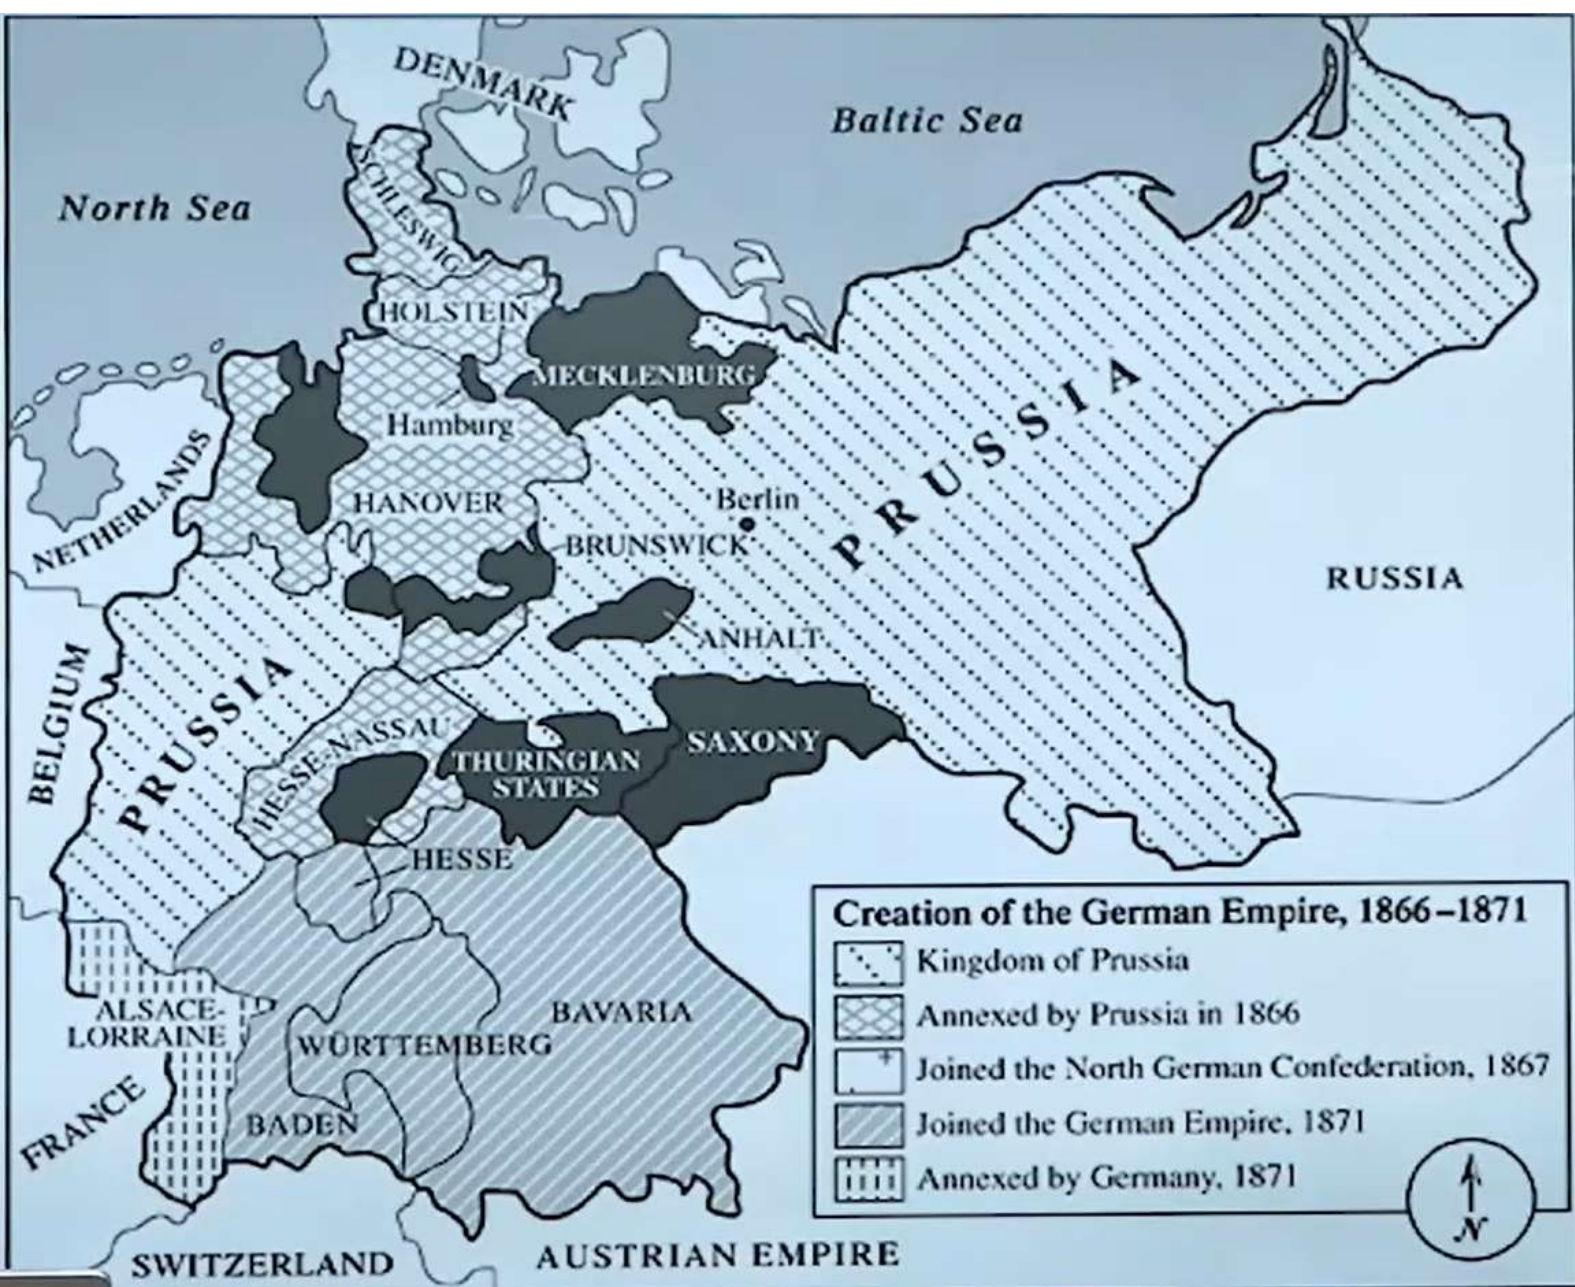 DENMARK
Baltic Sea
North Sea
SCHLESWIG
HOLSTEIN
MECKLENBURG
Hamburg
NETHERLANDS
HANOVER
Berlin
PRUSSIA
BRUNSWICK
RUSSIA
ANHALT
BELGIUM
PRUSSIA
HESSE-NASSAU
THURINGIAN
STATES
SAXONY
HESSE
ALSACE-
LORRAINE
WÜRTTEMBERG
BAVARIA
BADEN
FRANCE
SWITZERLAND
AUSTRIAN EMPIRE
Creation of the German Empire, 1866–1871
Kingdom of Prussia
Annexed by Prussia in 1866
Joined the North German Confederation, 1867
Joined the German Empire, 1871
Annexed by Germany, 1871
N